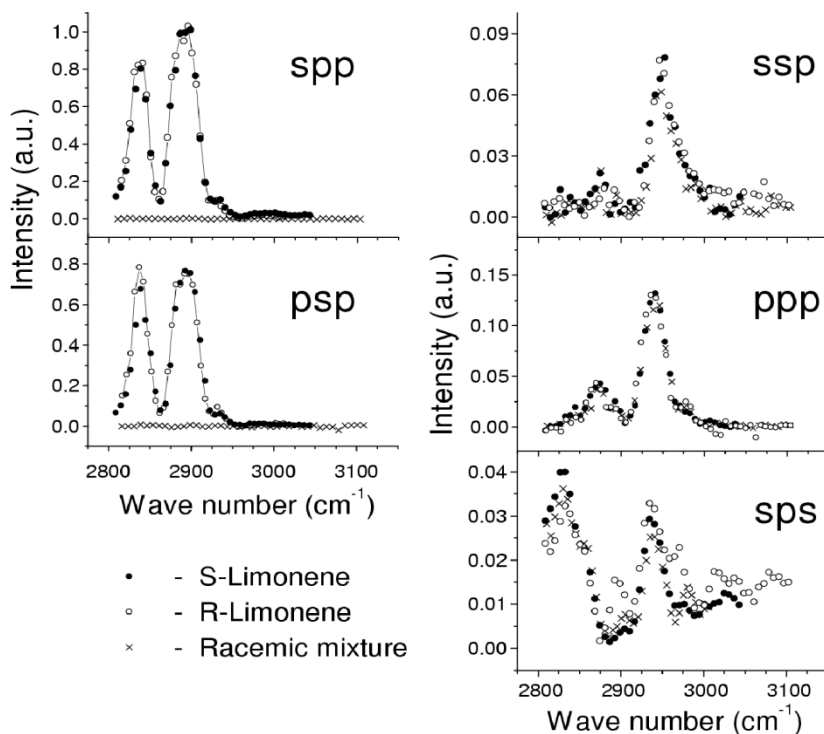 spp
Intensity (a.u.)
1.0
0.8
0.6
0.4
0.2
0.0
psp
0.8
0.6
0.4
0.2
0.0
2800 2900 3000 3100
Wave number (cm⁻¹)
• - S-Limonene
○ - R-Limonene
× - Racemic mixture
ssp
Intensity (a.u.)
0.09
0.06
0.03
0.00
ppp
0.15
0.10
0.05
0.00
sps
0.04
0.03
0.02
0.01
0.00
2800 2900 3000 3100
Wave number (cm⁻¹)